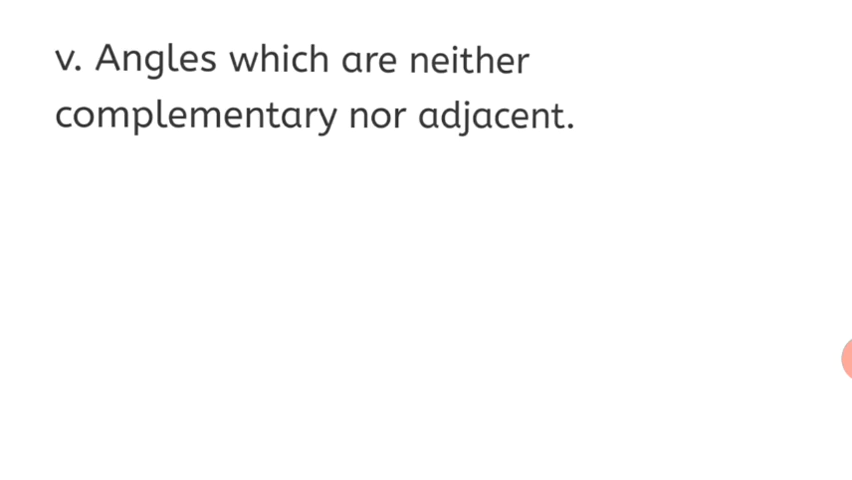 v. Angles which are neither
complementary nor adjacent.